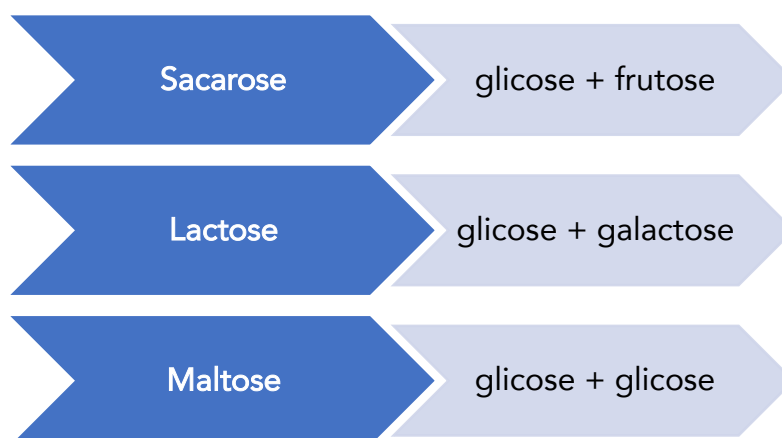 Sacarose
glicose + frutose
Lactose
glicose + galactose
Maltose
glicose + glicose